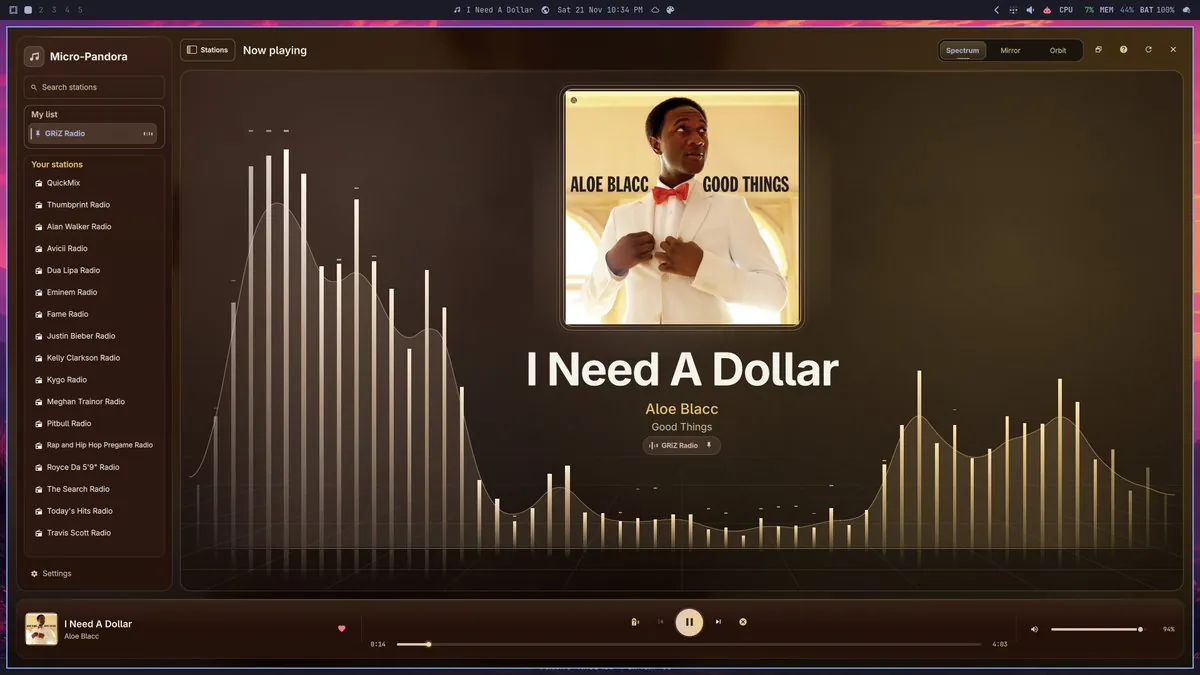 2 3 4 5
I Need A Dollar
Sat 21 Nov 10:34 PM
CPU 7% MEM 44% BAT 100%
Micro-Pandora
Search stations
My list
GRiZ Radio
Your stations
QuickMix
Thumbprint Radio
Alan Walker Radio
Avicii Radio
Dua Lipa Radio
Eminem Radio
Fame Radio
Justin Bieber Radio
Kelly Clarkson Radio
Kygo Radio
Meghan Trainor Radio
Pitbull Radio
Rap and Hip Hop Pregame Radio
Royce Da 5'9" Radio
The Search Radio
Today's Hits Radio
Travis Scott Radio
Settings
Stations
Now playing
Spectrum
Mirror
Orbit
ALOE BLACC GOOD THINGS
I Need A Dollar
Aloe Blacc
Good Things
GRiZ Radio
I Need A Dollar
Aloe Blacc
0:14
4:03
94%